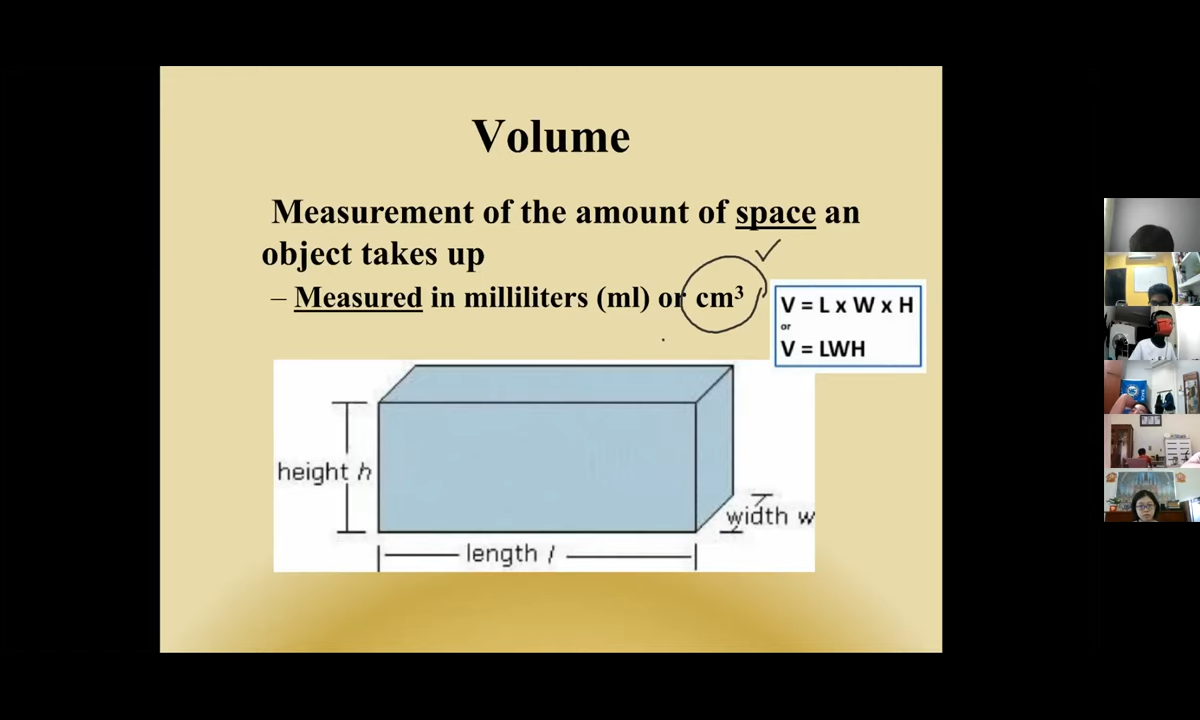 Volume
Measurement of the amount of space an
object takes up
– Measured in milliliters (ml) or cm³
V = L x W x H
or
V = LWH
height h
width w
length l